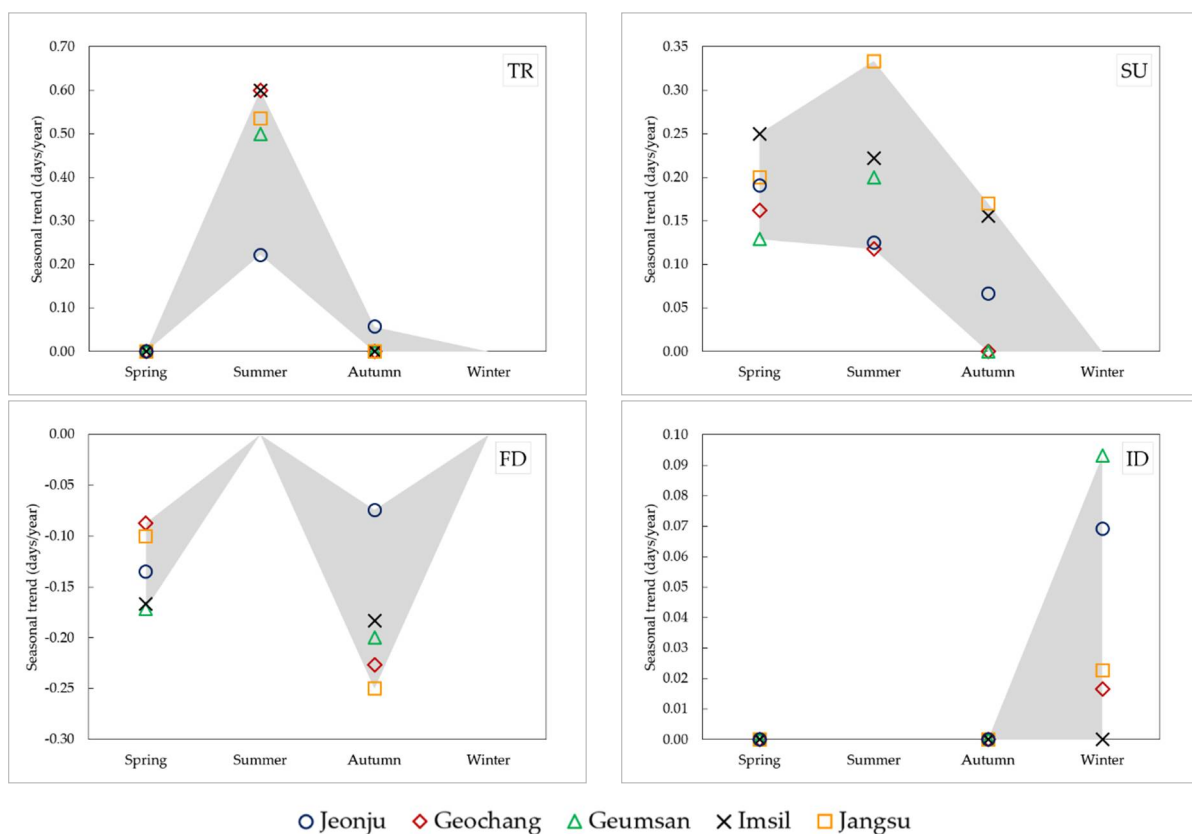 TR
Seasonal trend (days/year)
0.70
0.60
0.50
0.40
0.30
0.20
0.10
0.00
Spring Summer Autumn Winter
SU
Seasonal trend (days/year)
0.35
0.30
0.25
0.20
0.15
0.10
0.05
0.00
Spring Summer Autumn Winter
FD
Seasonal trend (days/year)
0.00
-0.05
-0.10
-0.15
-0.20
-0.25
-0.30
Spring Summer Autumn Winter
ID
Seasonal trend (days/year)
0.10
0.09
0.08
0.07
0.06
0.05
0.04
0.03
0.02
0.01
0.00
Spring Summer Autumn Winter
Jeonju Geochang Geumsan Imsil Jangsu